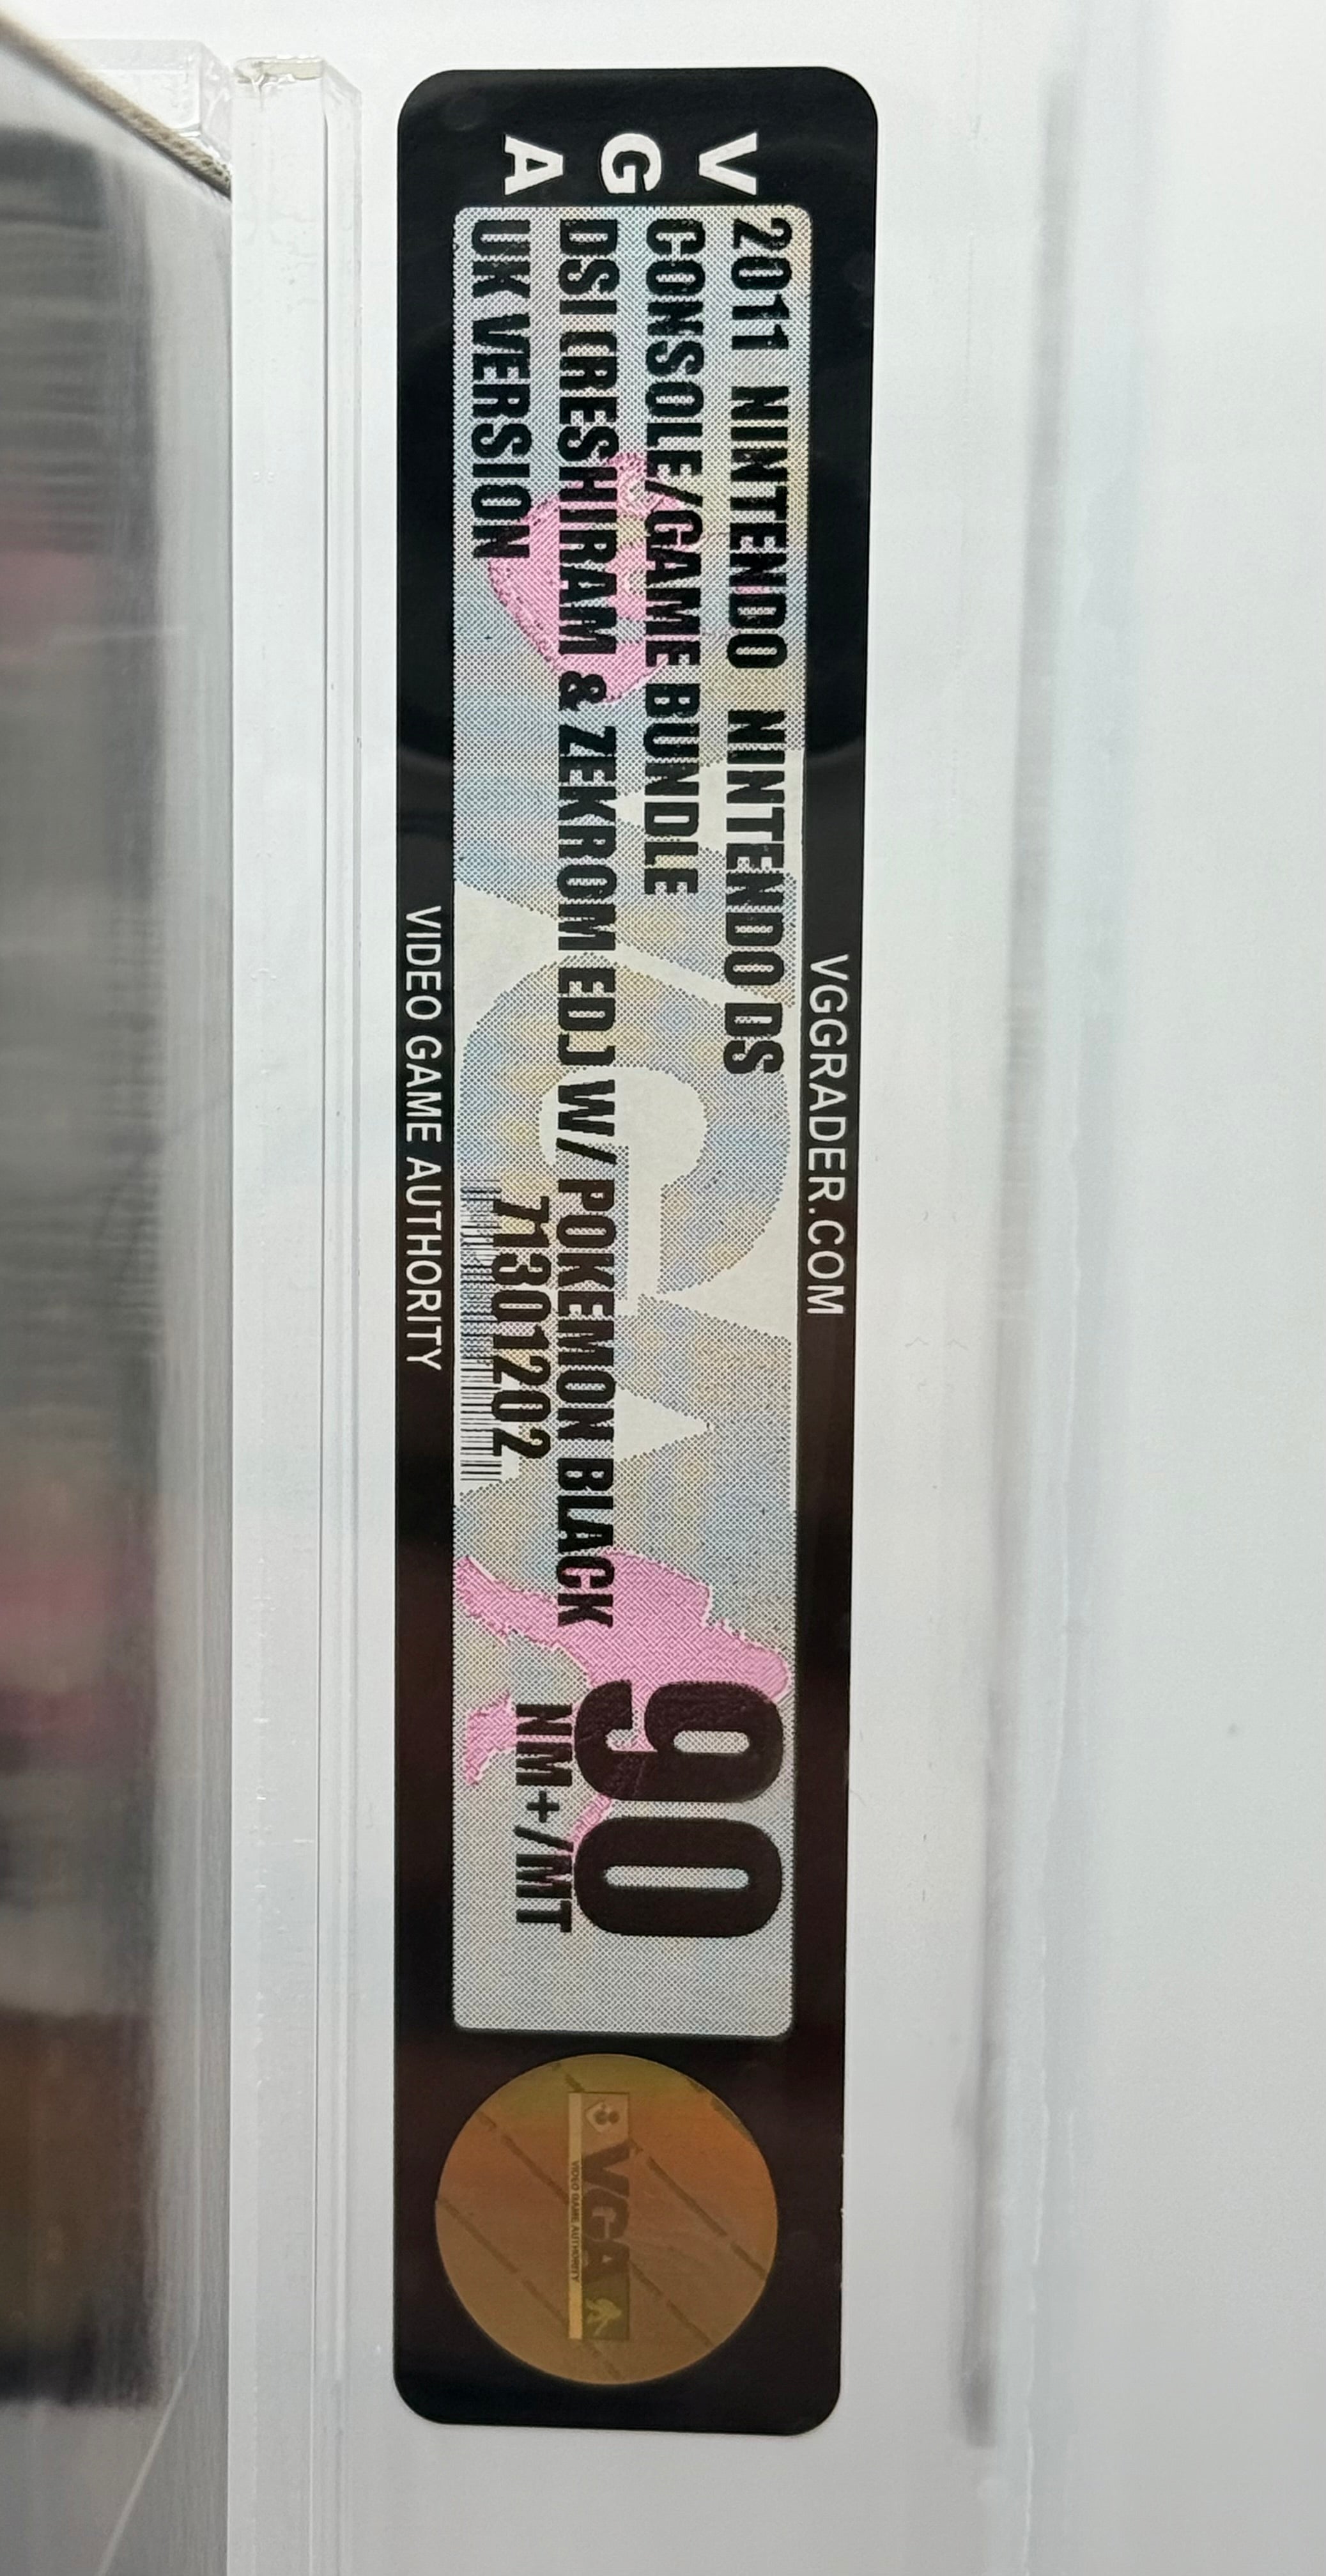 VGGRADER.COM
VGA
2011 NINTENDO NINTENDO DS
CONSOLE/GAME BUNDLE
DSI (RESHIRAM & ZEKROM ED.) W/ POKEMON BLACK
UK VERSION
71301202
90
NM+/MT
VGA
VIDEO GAME AUTHORITY
VIDEO GAME AUTHORITY